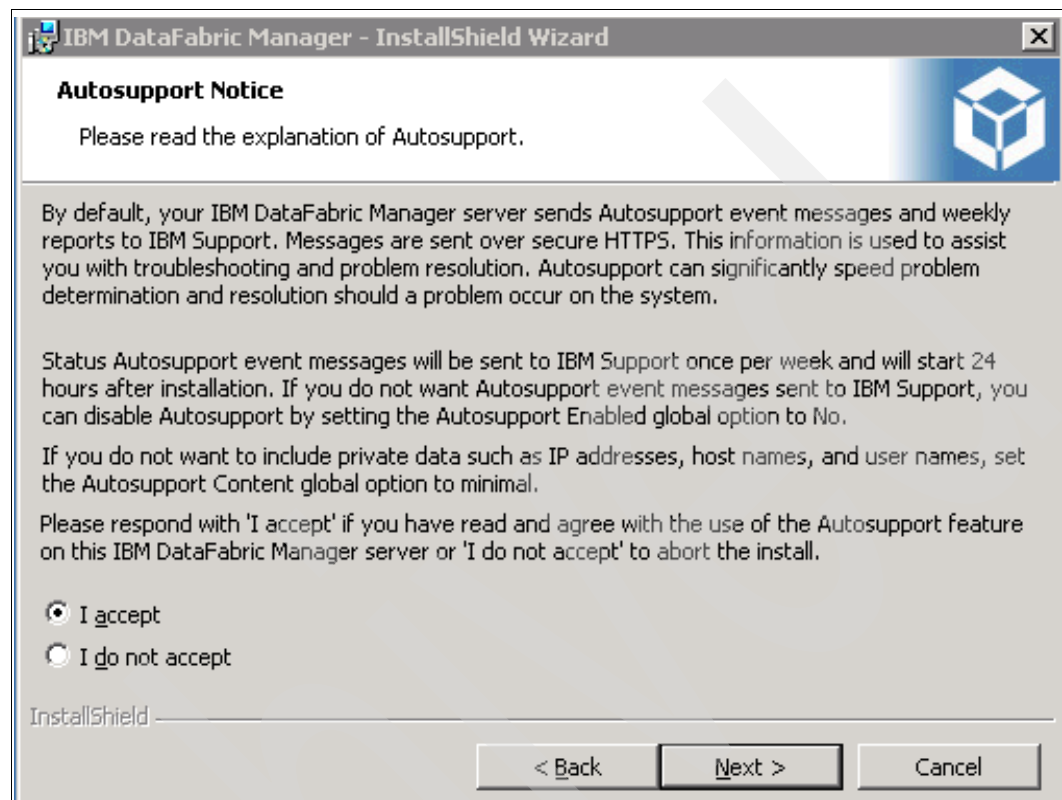 IBM DataFabric Manager - InstallShield Wizard
Autosupport Notice
Please read the explanation of Autosupport.
By default, your IBM DataFabric Manager server sends Autosupport event messages and weekly
reports to IBM Support. Messages are sent over secure HTTPS. This information is used to assist
you with troubleshooting and problem resolution. Autosupport can significantly speed problem
determination and resolution should a problem occur on the system.
Status Autosupport event messages will be sent to IBM Support once per week and will start 24
hours after installation. If you do not want Autosupport event messages sent to IBM Support, you
can disable Autosupport by setting the Autosupport Enabled global option to No.
If you do not want to include private data such as IP addresses, host names, and user names, set
the Autosupport Content global option to minimal.
Please respond with 'I accept' if you have read and agree with the use of the Autosupport feature
on this IBM DataFabric Manager server or 'I do not accept' to abort the install.
I accept
I do not accept
InstallShield
< Back Next > Cancel